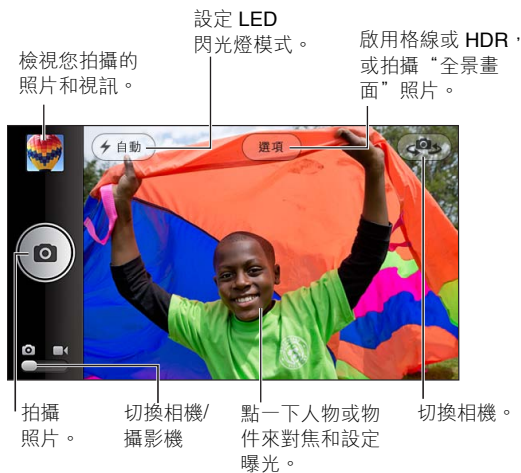 設定 LED
閃光燈模式。
啟用格線或 HDR，
或拍攝“全景畫
面”照片。
檢視您拍攝的
照片和視訊。
自動
選項
拍攝
照片。
切換相機/
攝影機
點一下人物或物
件來對焦和設定
曝光。
切換相機。